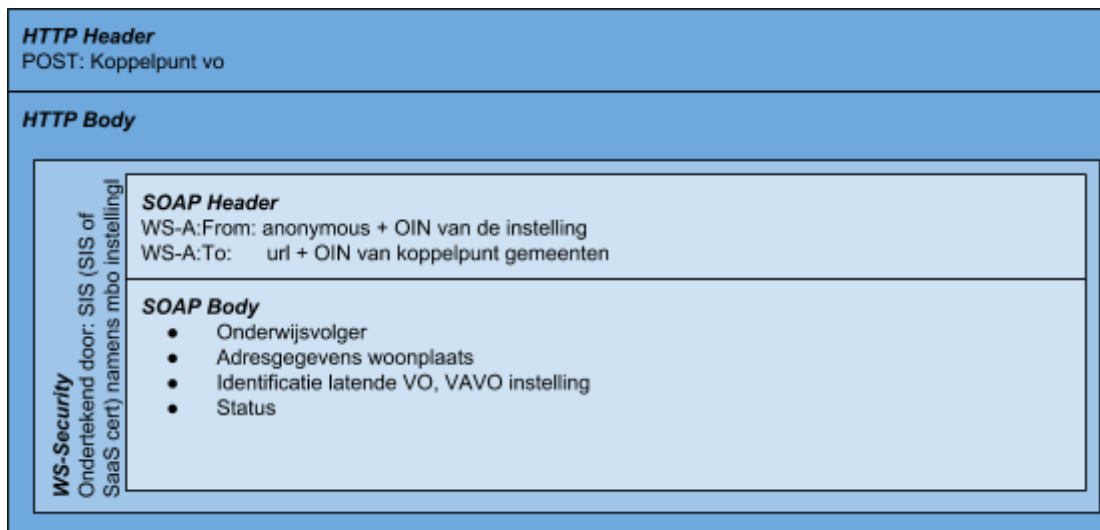 HTTP Header
POST: Koppelpunt vo
HTTP Body
WS-Security
Ondertekend door: SIS (SIS of
SaaS cert) namens mbo instellingl
SOAP Header
WS-A:From: anonymous + OIN van de instelling
WS-A:To: url + OIN van koppelpunt gemeenten
SOAP Body
● Onderwijsvolger
● Adresgegevens woonplaats
● Identificatie latende VO, VAVO instelling
● Status